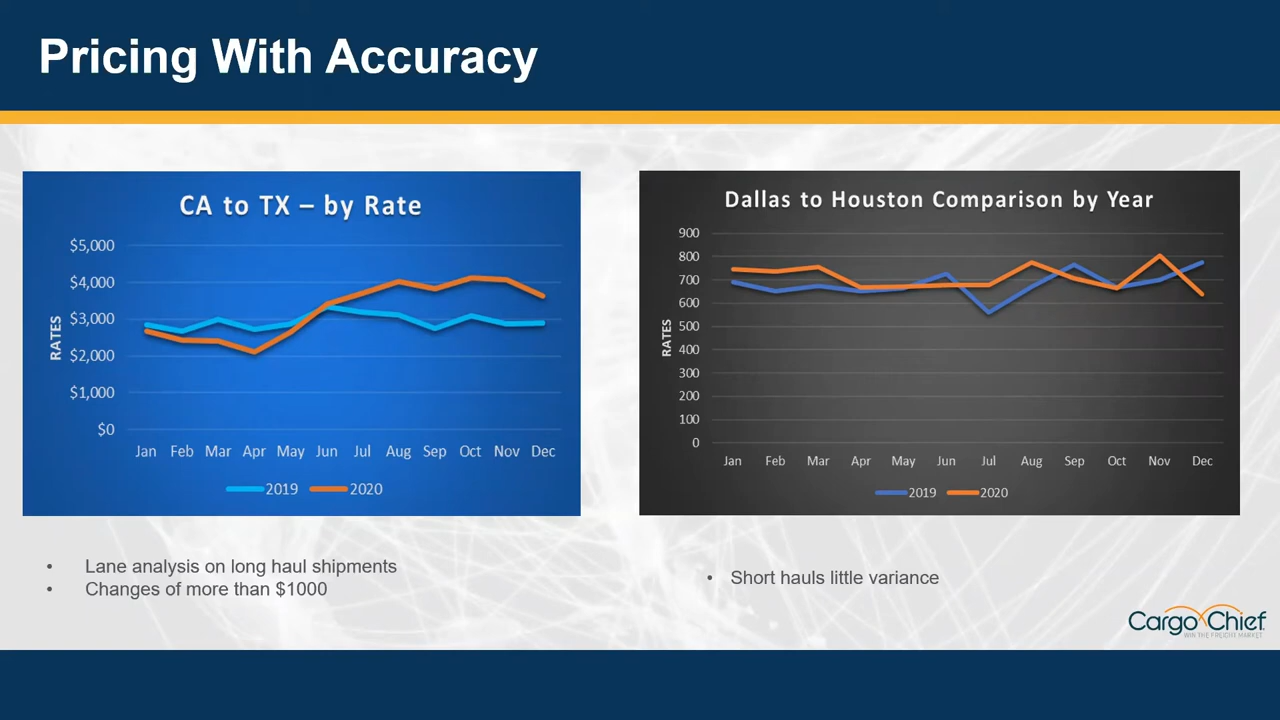 Pricing With Accuracy
CA to TX – by Rate
$5,000
$4,000
$3,000
$2,000
$1,000
$0
RATES
Jan Feb Mar Apr May Jun Jul Aug Sep Oct Nov Dec
2019 2020
Dallas to Houston Comparison by Year
900
800
700
600
500
400
300
200
100
0
RATES
Jan Feb Mar Apr May Jun Jul Aug Sep Oct Nov Dec
2019 2020
• Lane analysis on long haul shipments
• Changes of more than $1000
• Short hauls little variance
CargoChief
WIN THE FREIGHT MARKET